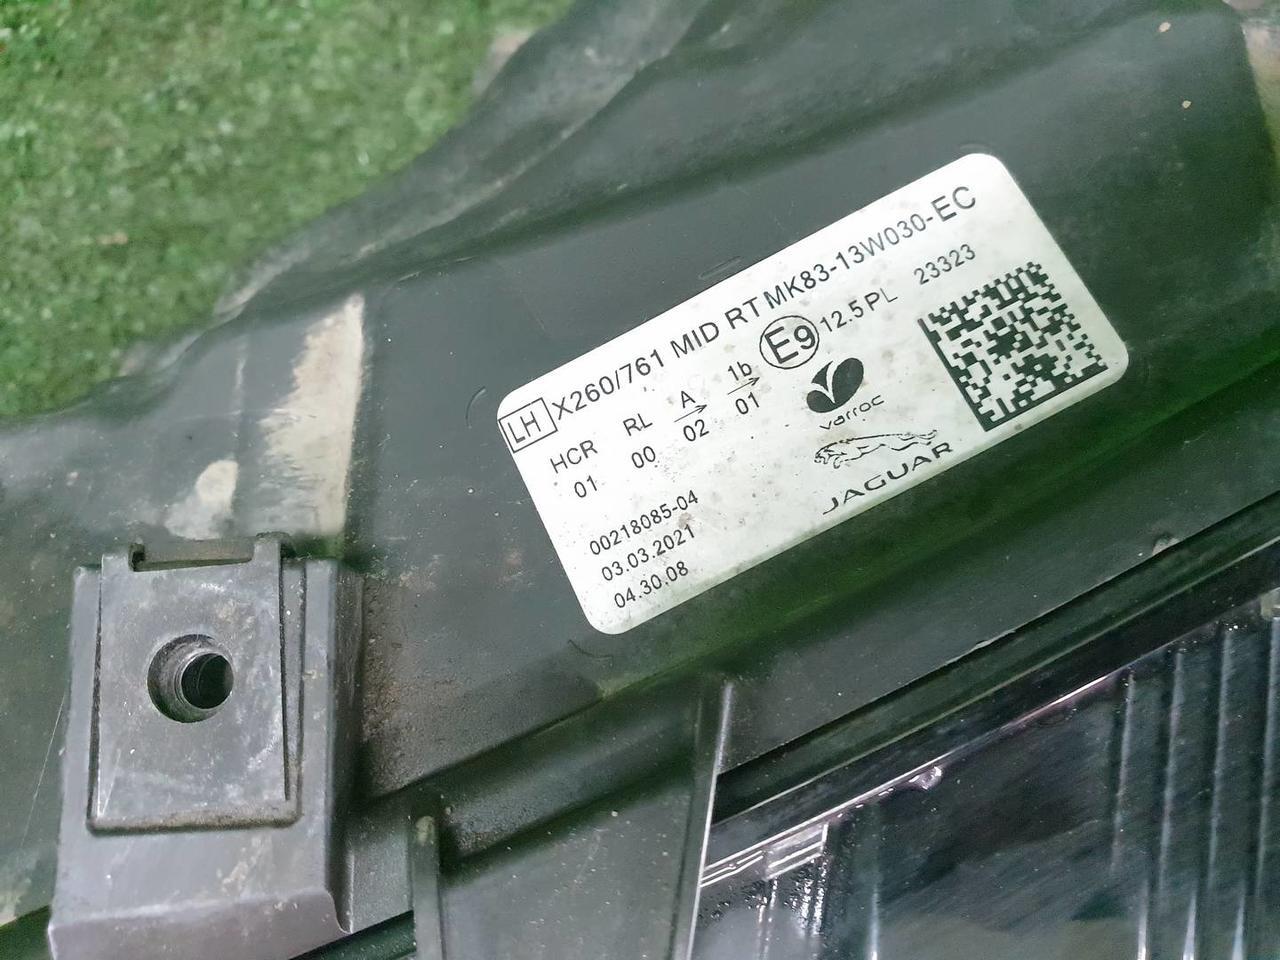 LH X260/761 MID RT MK83-13W030-EC
HCR RL A 1b E9 12.5PL 23323
01 00 02 01
varroc
JAGUAR
00218085-04
03.03.2021
04.30.08